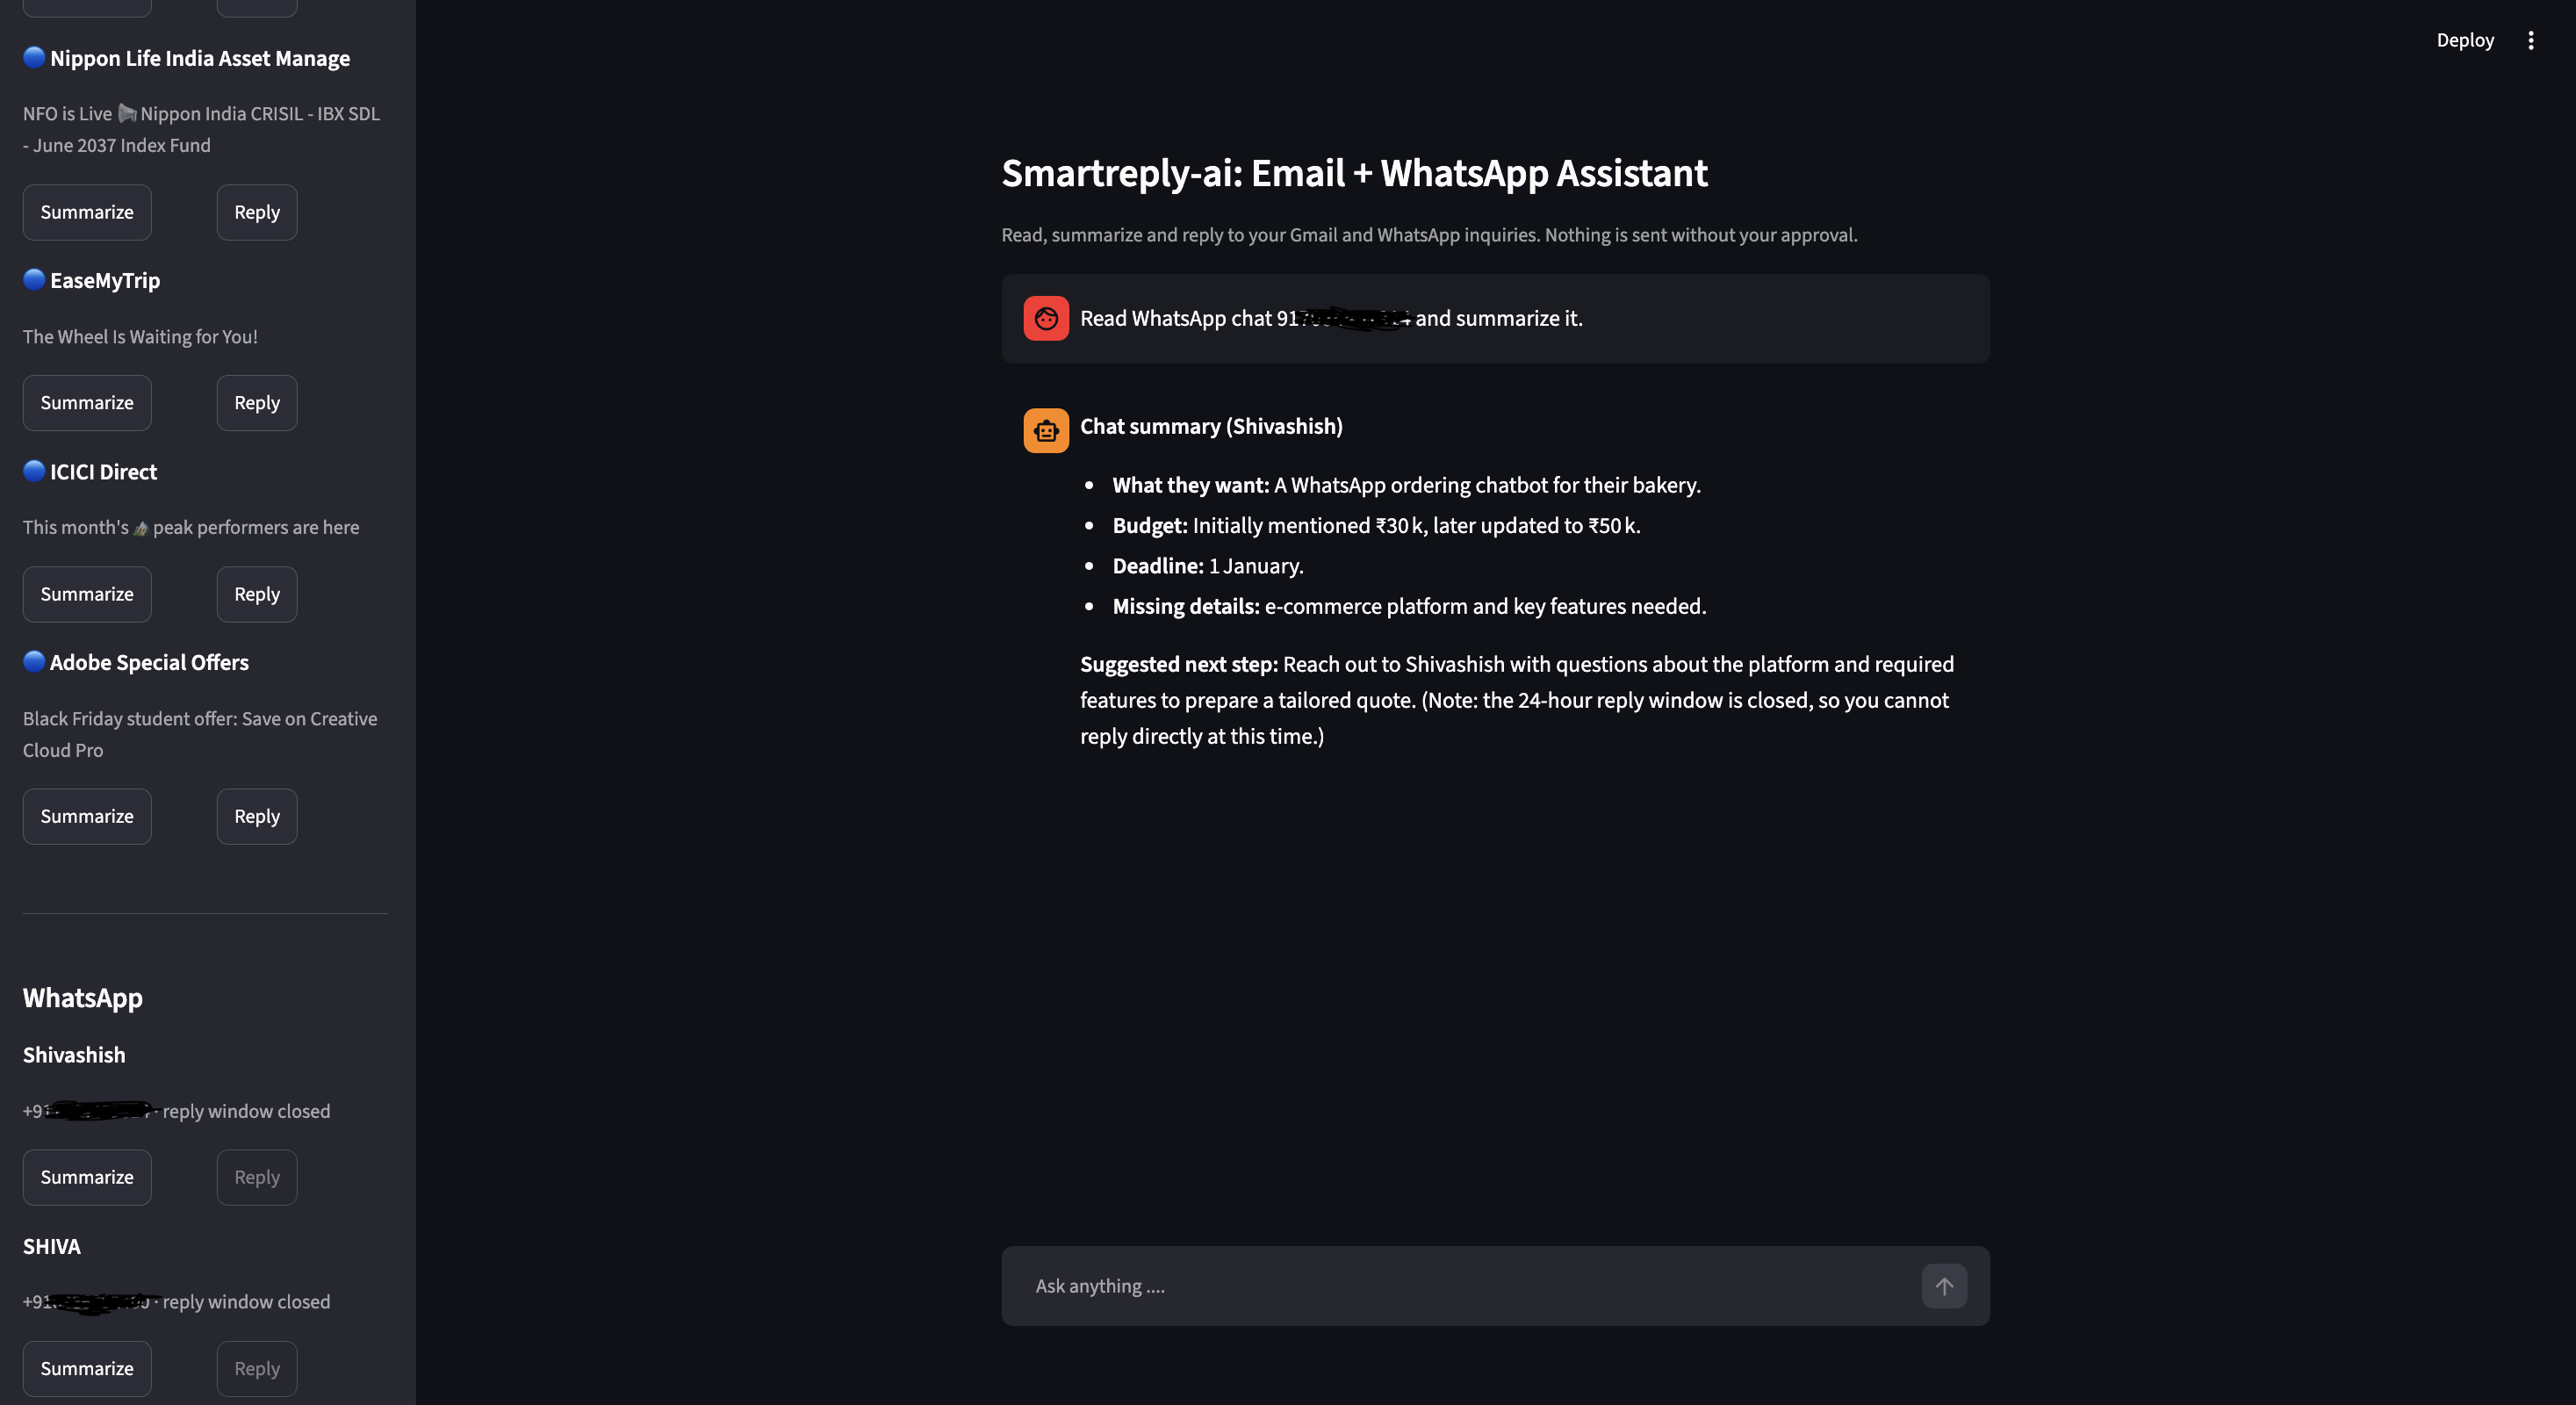 Nippon Life India Asset Manage
NFO is Live Nippon India CRISIL - IBX SDL
- June 2037 Index Fund
Summarize Reply
EaseMyTrip
The Wheel Is Waiting for You!
Summarize Reply
ICICI Direct
This month's peak performers are here
Summarize Reply
Adobe Special Offers
Black Friday student offer: Save on Creative
Cloud Pro
Summarize Reply
WhatsApp
Shivashish
+91 · reply window closed
Summarize Reply
SHIVA
+91 · reply window closed
Summarize Reply
Deploy
Smartreply-ai: Email + WhatsApp Assistant
Read, summarize and reply to your Gmail and WhatsApp inquiries. Nothing is sent without your approval.
Read WhatsApp chat 91 and summarize it.
Chat summary (Shivashish)
• What they want: A WhatsApp ordering chatbot for their bakery.
• Budget: Initially mentioned ₹30 k, later updated to ₹50 k.
• Deadline: 1 January.
• Missing details: e-commerce platform and key features needed.
Suggested next step: Reach out to Shivashish with questions about the platform and required
features to prepare a tailored quote. (Note: the 24-hour reply window is closed, so you cannot
reply directly at this time.)
Ask anything ....